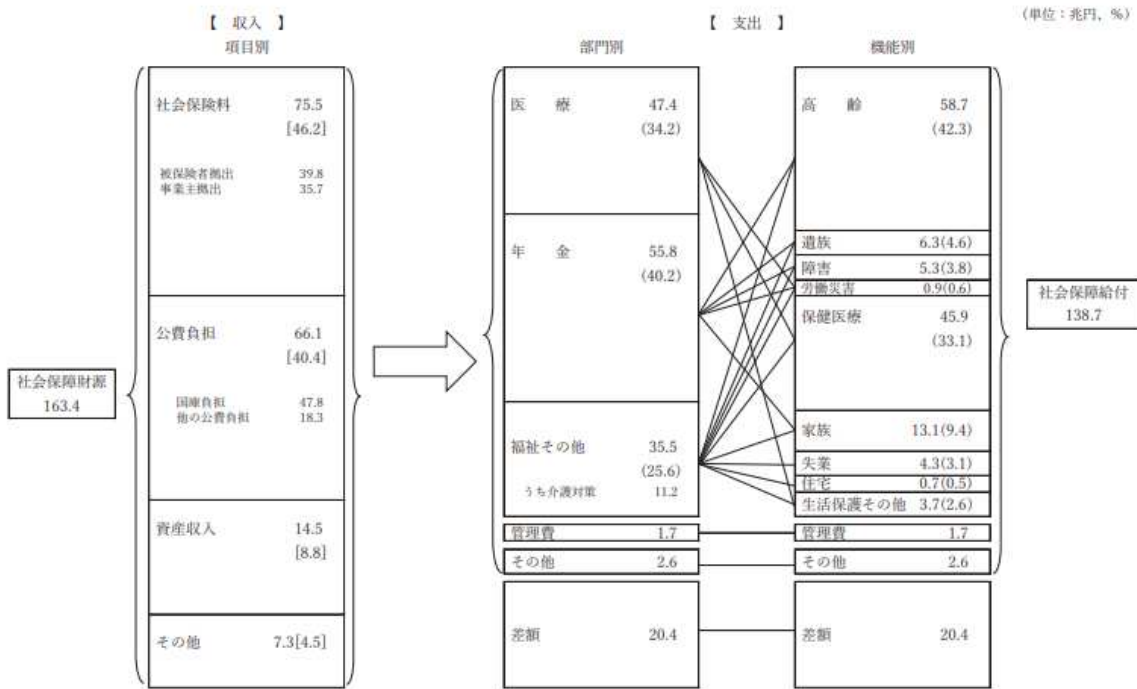 (単位：兆円、%)
【 収入 】
項目別
【 支出 】
部門別
機能別
社会保障財源
163.4
社会保険料 75.5
[46.2]
被保険者拠出 39.8
事業主拠出 35.7
公費負担 66.1
[40.4]
国庫負担 47.8
他の公費負担 18.3
資産収入 14.5
[8.8]
その他 7.3[4.5]
医 療 47.4
(34.2)
年 金 55.8
(40.2)
福祉その他 35.5
(25.6)
うち介護対策 11.2
管理費 1.7
その他 2.6
差額 20.4
高 齢 58.7
(42.3)
遺族 6.3(4.6)
障害 5.3(3.8)
労働災害 0.9(0.6)
保健医療 45.9
(33.1)
家族 13.1(9.4)
失業 4.3(3.1)
住宅 0.7(0.5)
生活保護その他 3.7(2.6)
管理費 1.7
その他 2.6
差額 20.4
社会保障給付
138.7